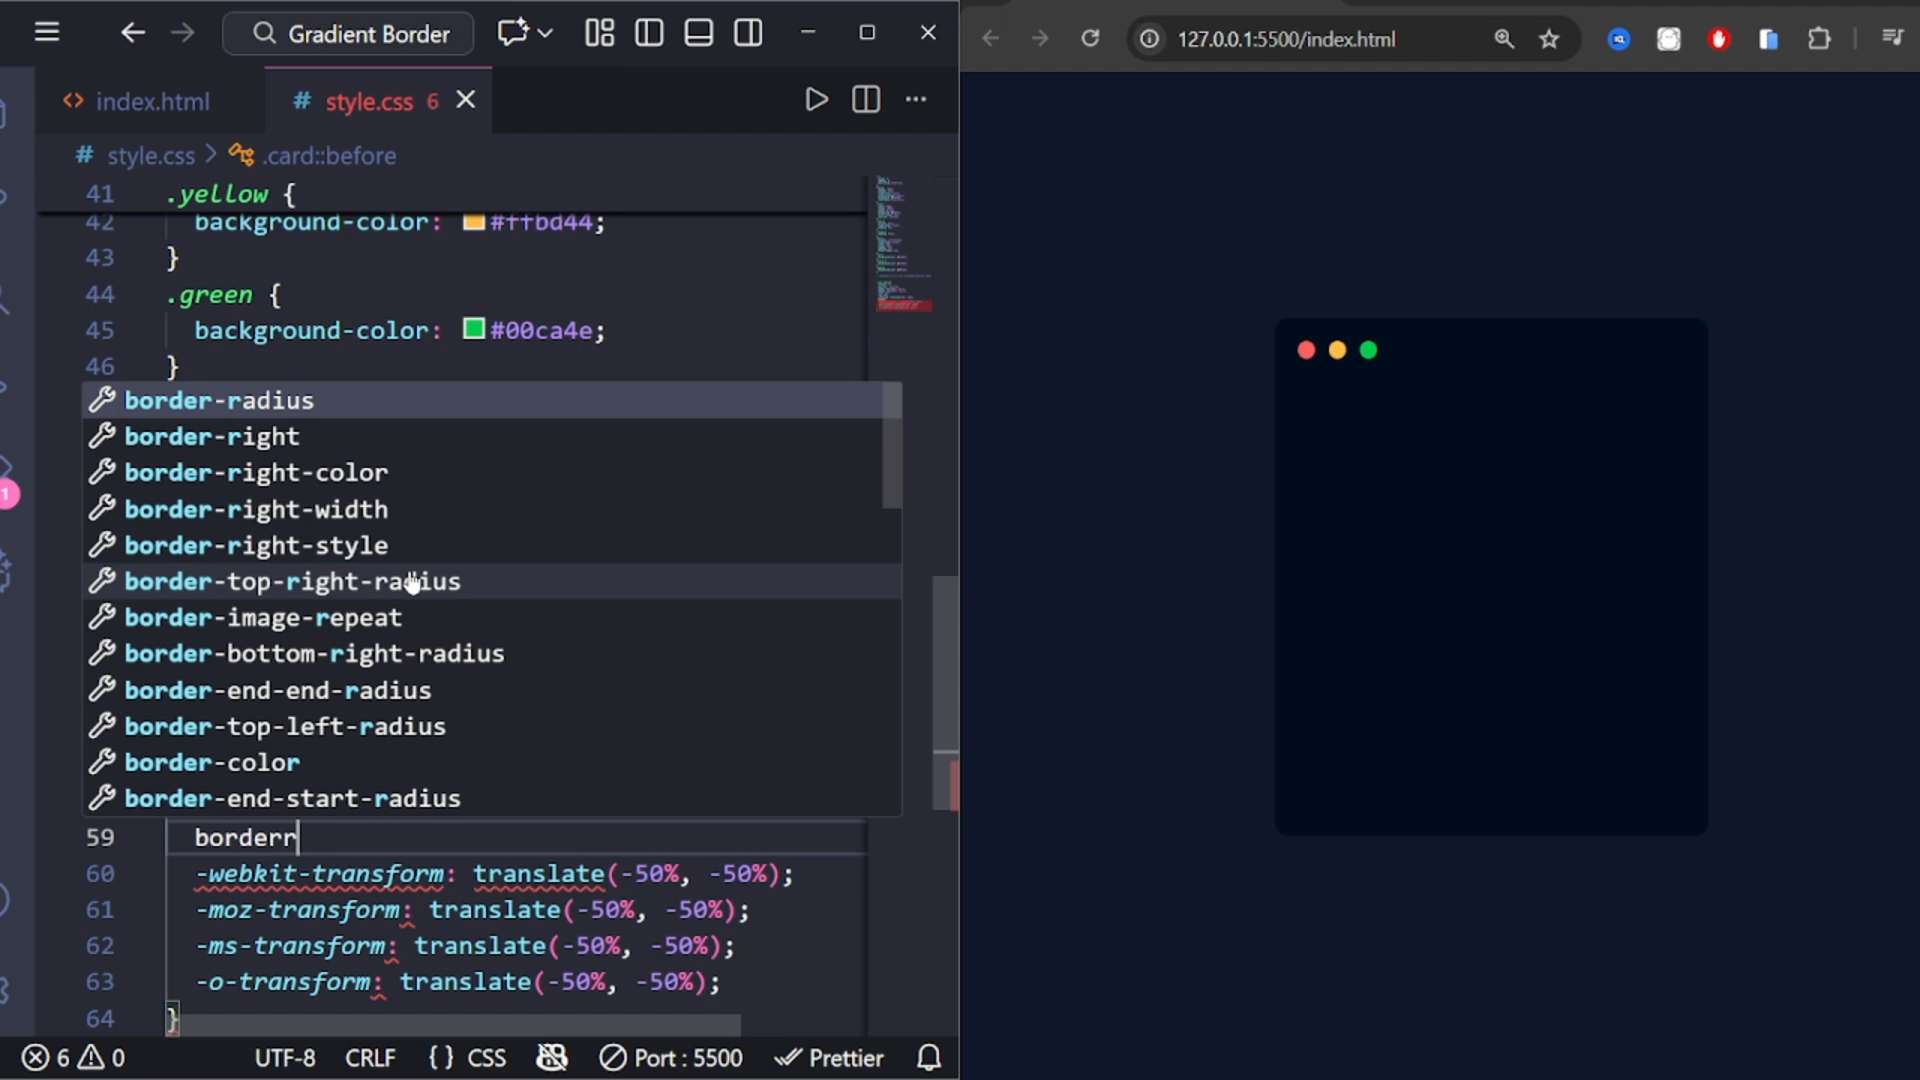 Gradient Border
index.html
style.css 6
style.css > .card::before
41 .yellow {
42 background-color: #ffbd44;
43 }
44 .green {
45 background-color: #00ca4e;
46 }
border-radius
border-right
border-right-color
border-right-width
border-right-style
border-top-right-radius
border-image-repeat
border-bottom-right-radius
border-end-end-radius
border-top-left-radius
border-color
border-end-start-radius
59 borderr
60 -webkit-transform: translate(-50%, -50%);
61 -moz-transform: translate(-50%, -50%);
62 -ms-transform: translate(-50%, -50%);
63 -o-transform: translate(-50%, -50%);
64 }
1
6 0 UTF-8 CRLF {} CSS Port : 5500 Prettier
127.0.0.1:5500/index.html